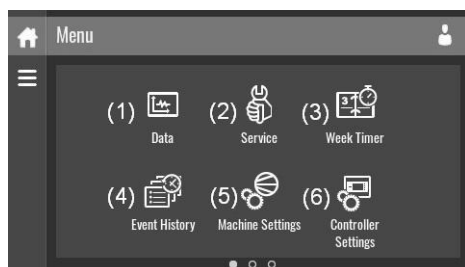 Menu
(1) (2) (3)
Data Service Week Timer
(4) (5) (6)
Event History Machine Settings Controller
Settings